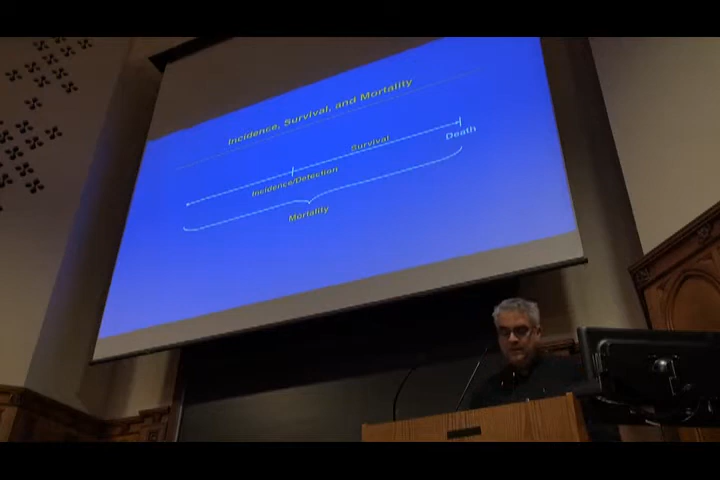 Incidence, Survival, and Mortality
Survival
Death
Incidence/Detection
Mortality